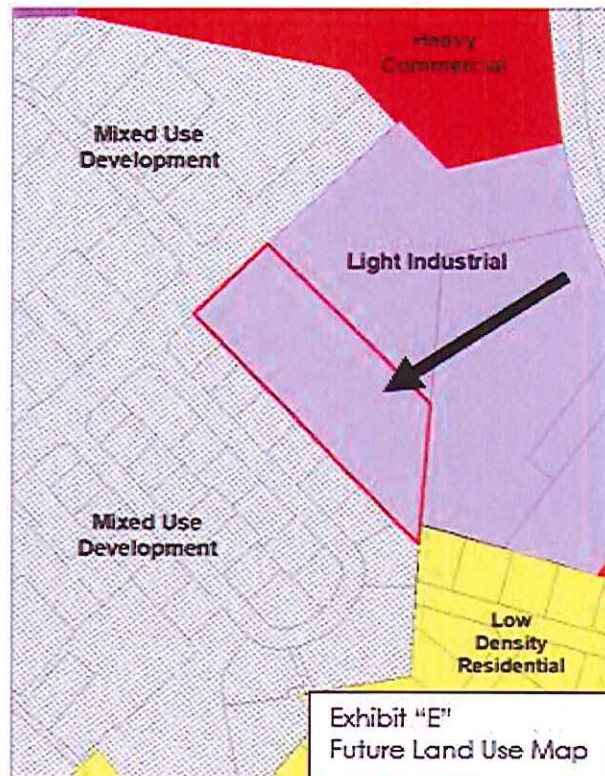 Heavy
Commercial
Mixed Use
Development
Light Industrial
Mixed Use
Development
Low
Density
Residential
Exhibit “E”
Future Land Use Map